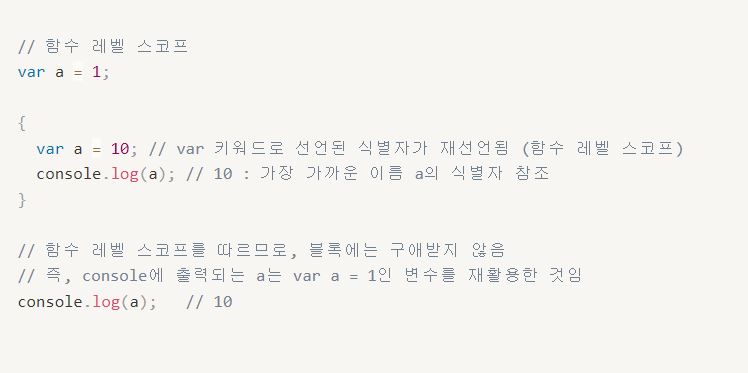 // 함수 레벨 스코프
var a = 1;
{
var a = 10; // var 키워드로 선언된 식별자가 재선언됨 (함수 레벨 스코프)
console.log(a); // 10 : 가장 가까운 이름 a의 식별자 참조
}
// 함수 레벨 스코프를 따르므로, 블록에는 구애받지 않음
// 즉, console에 출력되는 a는 var a = 1인 변수를 재활용한 것임
console.log(a); // 10